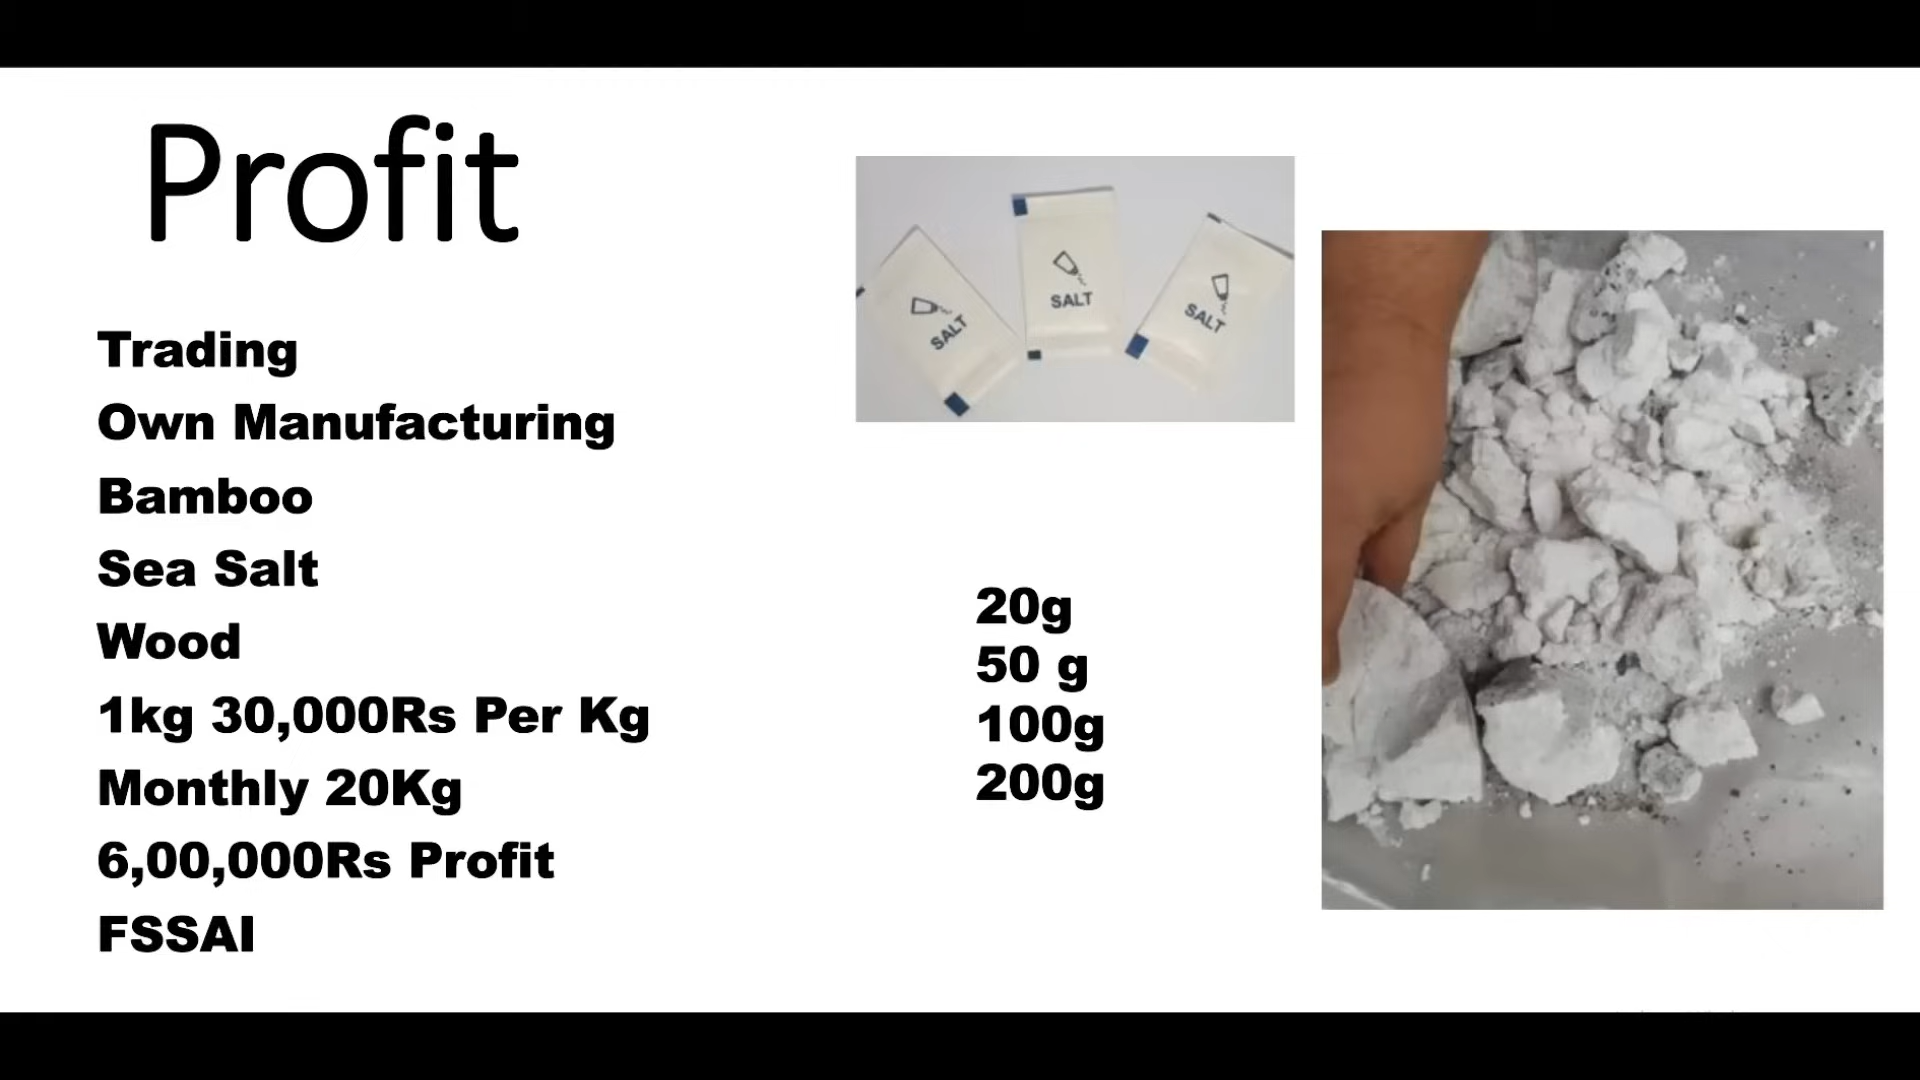 Profit
SALT
SALT
SALT
Trading
Own Manufacturing
Bamboo
Sea Salt
Wood
1kg 30,000Rs Per Kg
Monthly 20Kg
6,00,000Rs Profit
FSSAI
20g
50 g
100g
200g